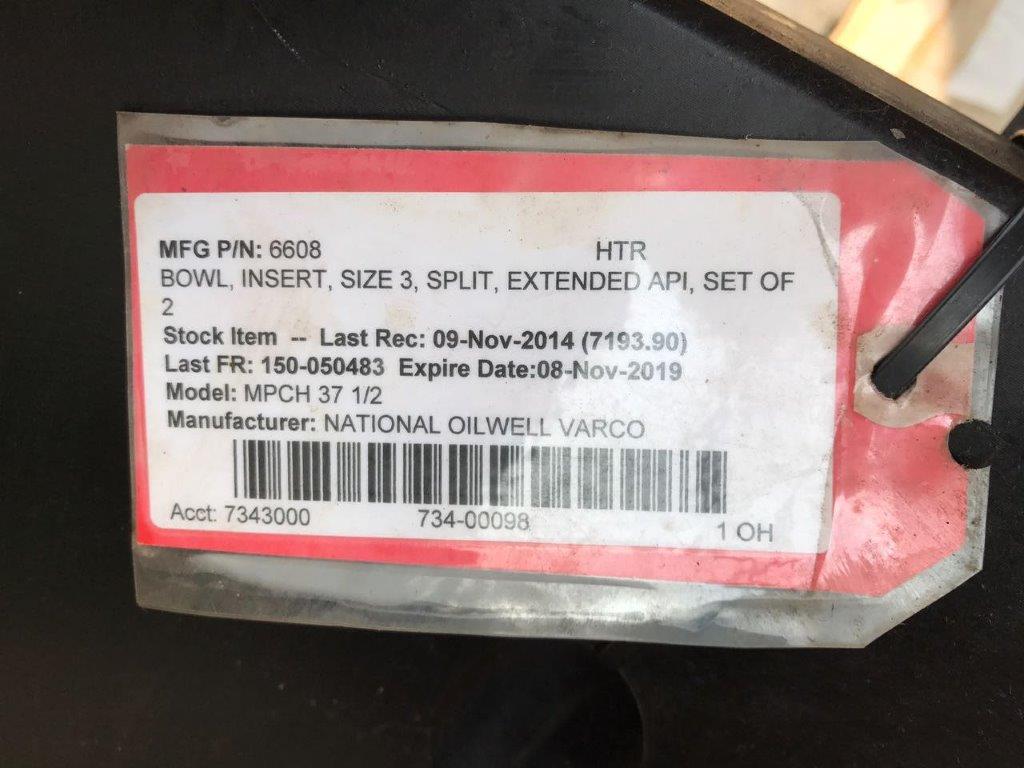 MFG P/N: 6608 HTR
BOWL, INSERT, SIZE 3, SPLIT, EXTENDED API, SET OF
2
Stock Item -- Last Rec: 09-Nov-2014 (7193.90)
Last FR: 150-050483 Expire Date:08-Nov-2019
Model: MPCH 37 1/2
Manufacturer: NATIONAL OILWELL VARCO
Acct: 7343000 734-00098 1 OH